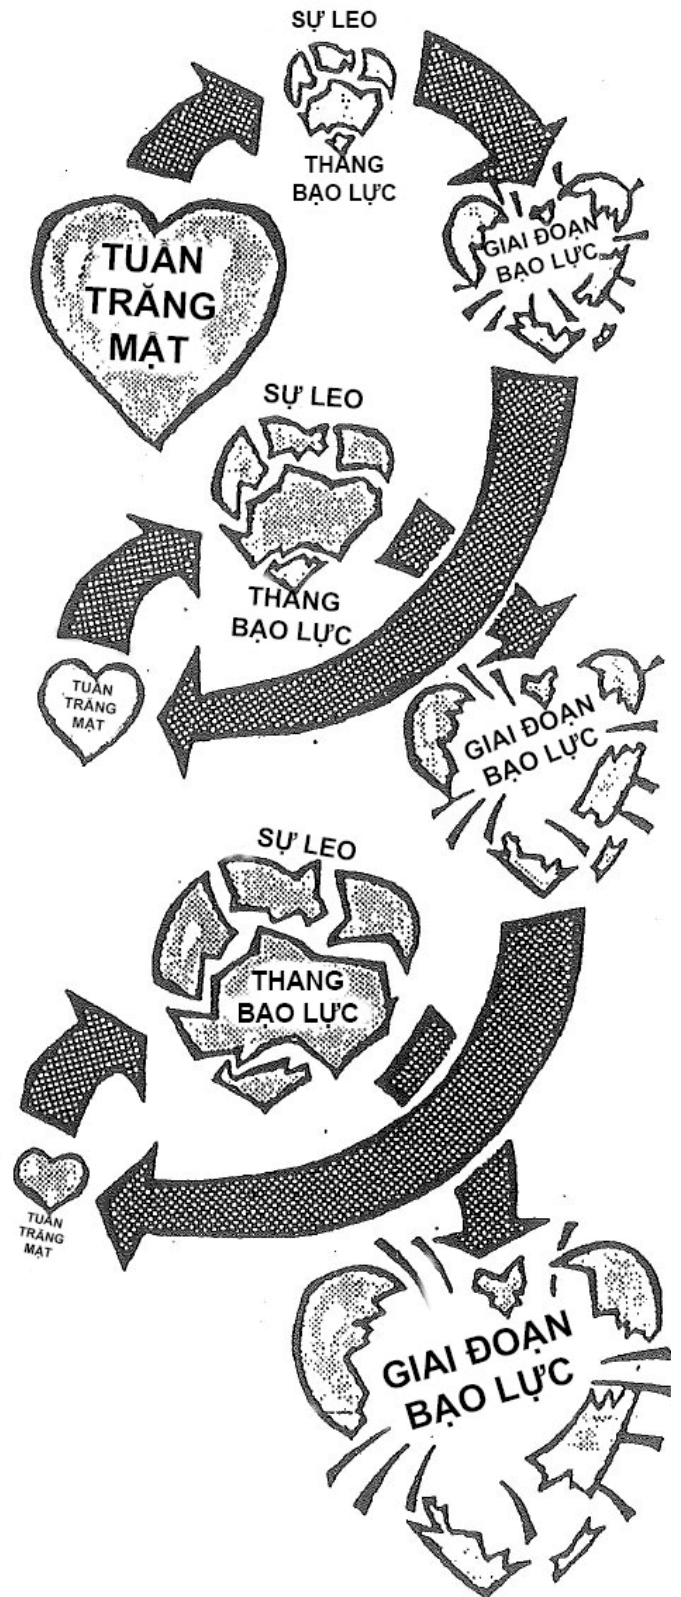 SỰ LEO
THANG
BẠO LỰC
GIAI ĐOẠN
BẠO LỰC
TUẦN
TRĂNG
MẬT
SỰ LEO
THANG
BẠO LỰC
TUẦN
TRĂNG
MẬT
GIAI ĐOẠN
BẠO LỰC
SỰ LEO
THANG
BẠO LỰC
TUẦN
TRĂNG
MẬT
GIAI ĐOẠN
BẠO LỰC